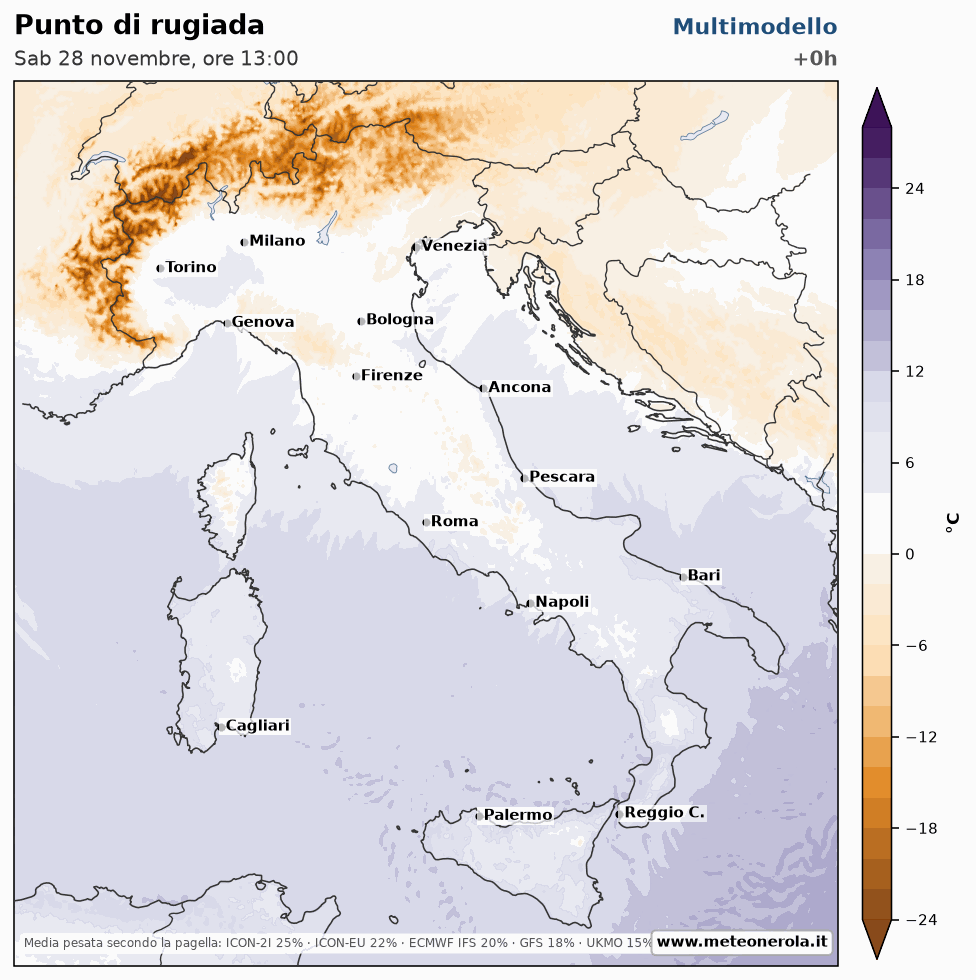 Punto di rugiada
Multimodello
Sab 28 novembre, ore 13:00
+0h
Milano
Venezia
Torino
Genova
Bologna
Firenze
Ancona
Pescara
Roma
Bari
Napoli
Cagliari
Palermo
Reggio C.
24
18
12
6
0
−6
−12
−18
−24
°C
Media pesata secondo la pagella: ICON-2I 25% · ICON-EU 22% · ECMWF IFS 20% · GFS 18% · UKMO 15%
www.meteonerola.it